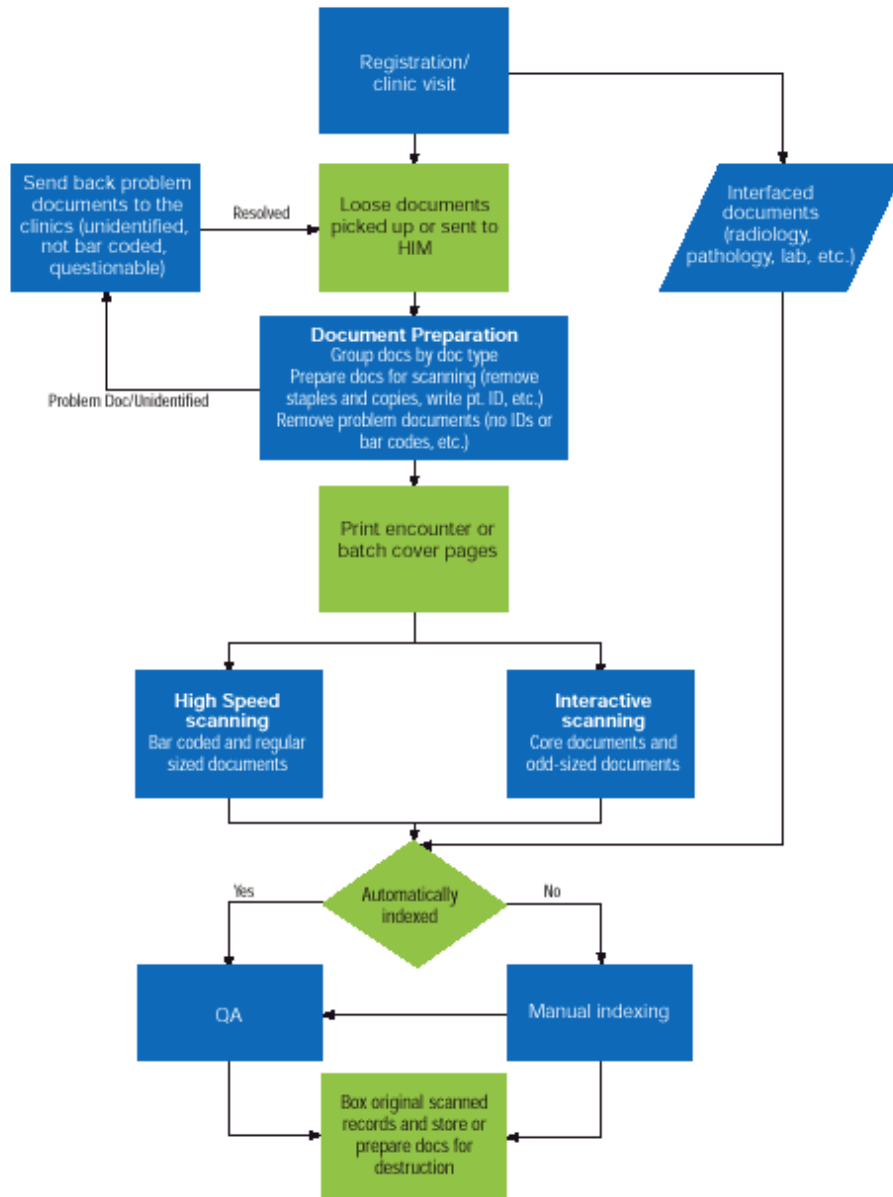 Registration/
clinic visit
Send back problem
documents to the
clinics (unidentified,
not bar coded,
questionable)
Resolved
Loose documents
picked up or sent to
HIM
Interfaced
documents
(radiology,
pathology, lab, etc.)
Document Preparation
Group docs by doc type
Prepare docs for scanning (remove
staples and copies, write pt. ID, etc.)
Remove problem documents (no IDs or
bar codes, etc.)
Problem Doc/Unidentified
Print encounter or
batch cover pages
High Speed
scanning
Bar coded and regular
sized documents
Interactive
scanning
Core documents and
odd-sized documents
Yes
Automatically
indexed
No
QA
Manual indexing
Box original scanned
records and store or
prepare docs for
destruction